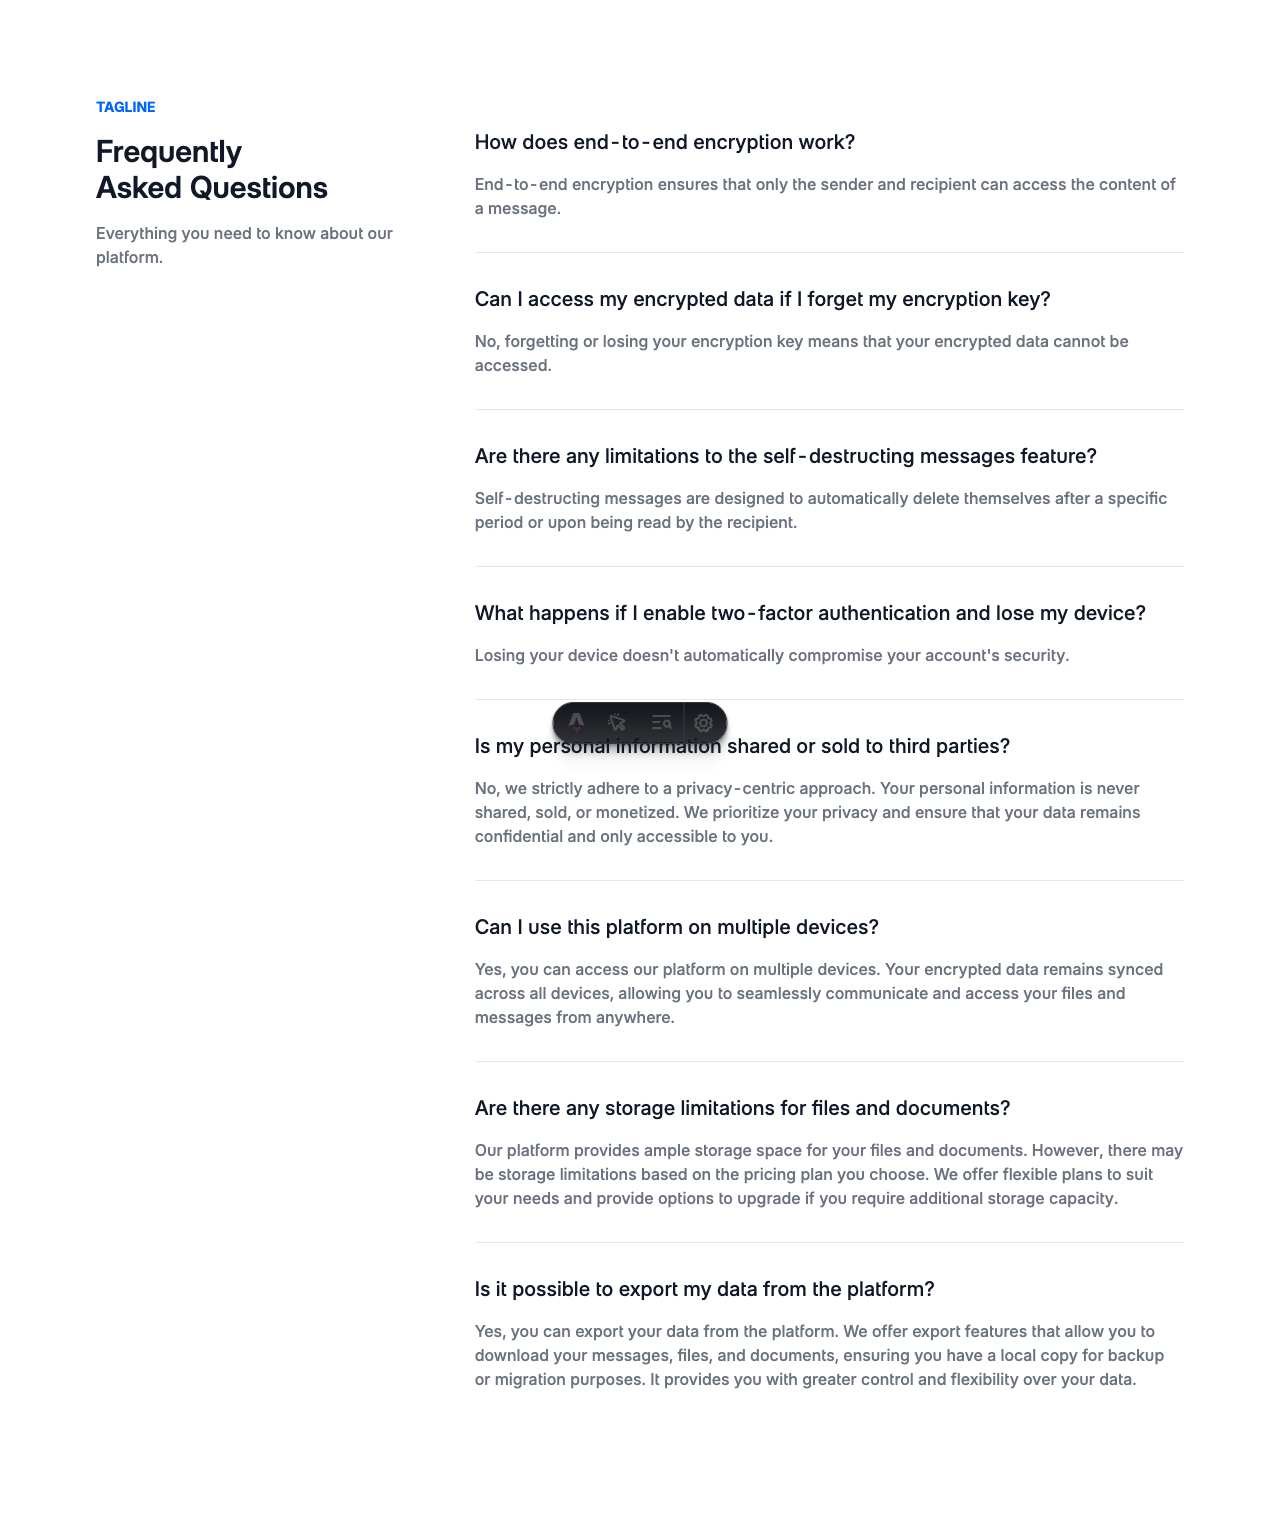 TAGLINE
Frequently
Asked Questions
Everything you need to know about our
platform.
How does end-to-end encryption work?
End-to-end encryption ensures that only the sender and recipient can access the content of
a message.
Can I access my encrypted data if I forget my encryption key?
No, forgetting or losing your encryption key means that your encrypted data cannot be
accessed.
Are there any limitations to the self-destructing messages feature?
Self-destructing messages are designed to automatically delete themselves after a specific
period or upon being read by the recipient.
What happens if I enable two-factor authentication and lose my device?
Losing your device doesn't automatically compromise your account's security.
Is my personal information shared or sold to third parties?
No, we strictly adhere to a privacy-centric approach. Your personal information is never
shared, sold, or monetized. We prioritize your privacy and ensure that your data remains
confidential and only accessible to you.
Can I use this platform on multiple devices?
Yes, you can access our platform on multiple devices. Your encrypted data remains synced
across all devices, allowing you to seamlessly communicate and access your files and
messages from anywhere.
Are there any storage limitations for files and documents?
Our platform provides ample storage space for your files and documents. However, there may
be storage limitations based on the pricing plan you choose. We offer flexible plans to suit
your needs and provide options to upgrade if you require additional storage capacity.
Is it possible to export my data from the platform?
Yes, you can export your data from the platform. We offer export features that allow you to
download your messages, files, and documents, ensuring you have a local copy for backup
or migration purposes. It provides you with greater control and flexibility over your data.